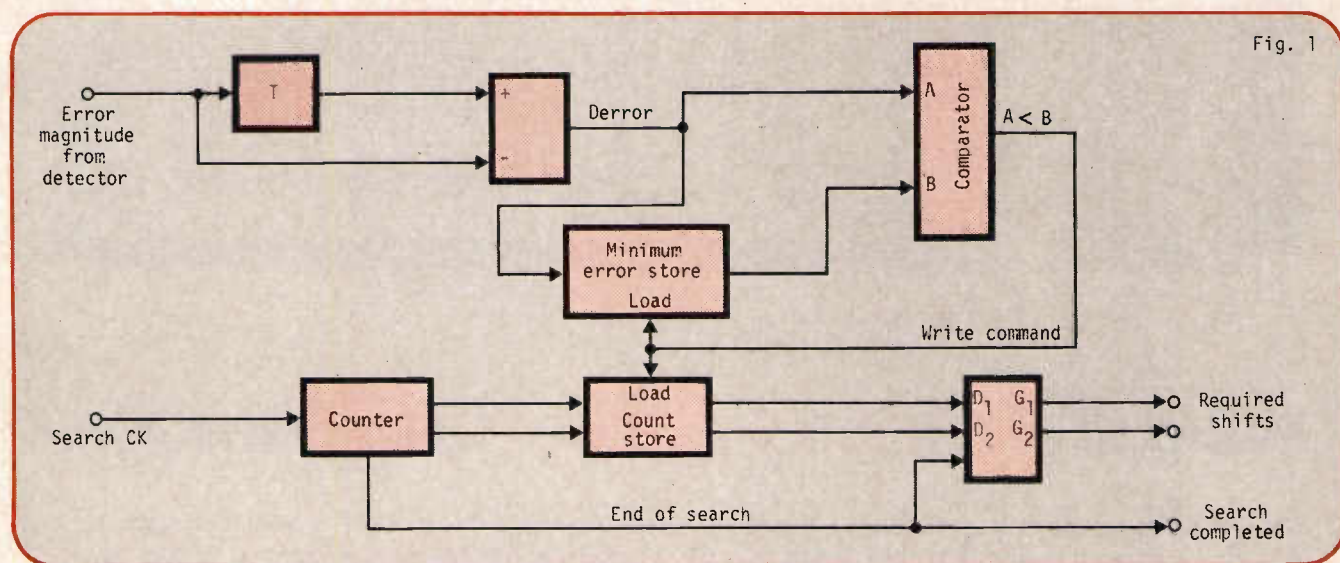 Fig. 1
T
+
-
Error
magnitude
from
detector
Derror
A
B
Comparator
A < B
Minimum
error store
Load
Write command
Search CK
Counter
Load
Count
store
D1 G1
D2 G2
Required
shifts
End of search
Search
completed